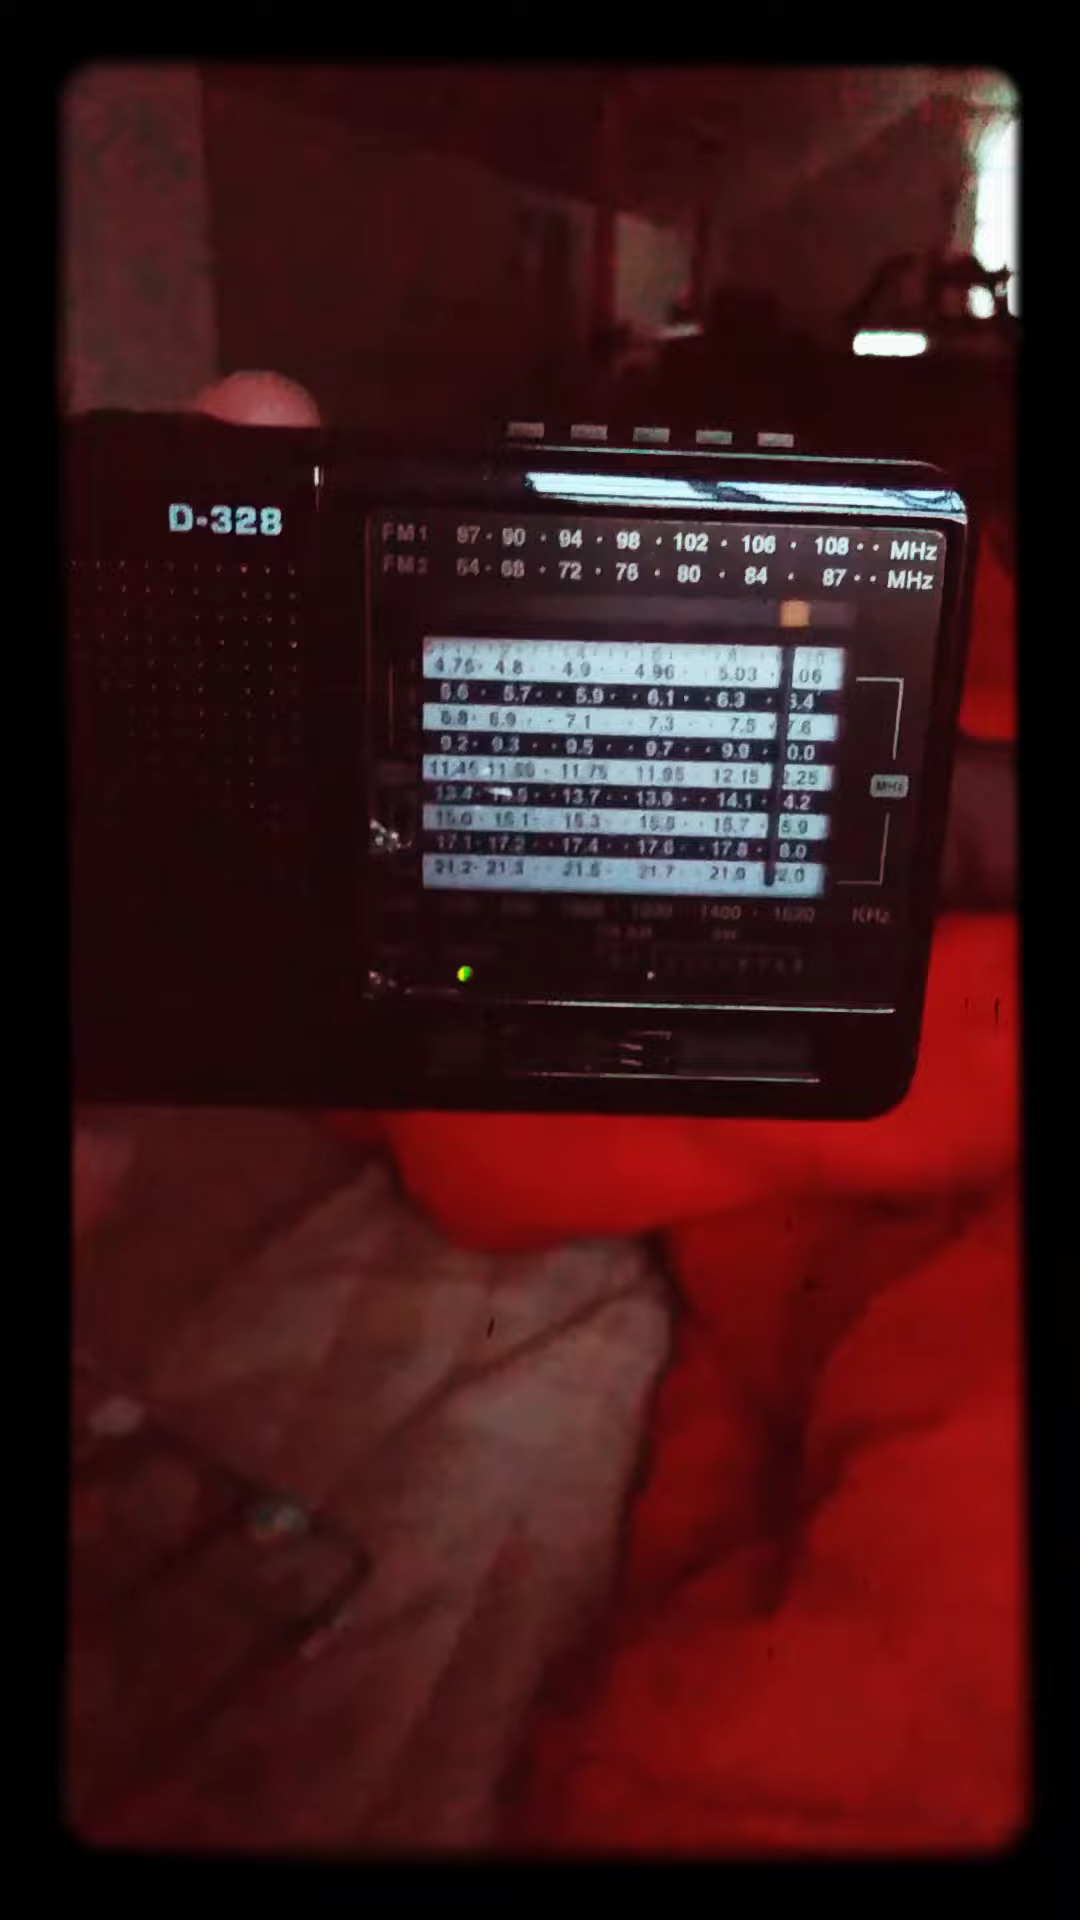 D-328
FM1 87 · 90 · 94 · 98 · 102 · 106 · 108 · · MHz
FM2 64 · 68 · 72 · 76 · 80 · 84 · 87 · · MHz
4.75 · 4.8 · · 4.9 · · 4.96 · · 5.03 · 06
5.6 · 5.7 · · 5.9 · · 6.1 · · 6.3 · 6.4
6.8 · 6.9 · · 7.1 · · 7.3 · · 7.5 · 7.6
9.2 · 9.3 · · 9.5 · · 9.7 · · 9.9 · 0.0
11.45 11.55 · 11.75 · 11.95 · 12.15 2.25
MHz
13.4 · 13.5 · · 13.7 · · 13.9 · · 14.1 · 4.2
15.0 · 15.1 · · 15.3 · · 15.5 · · 15.7 · 5.9
17.1 · 17.2 · · 17.4 · · 17.6 · · 17.8 · 8.0
21.2 · 21.3 · · 21.5 · · 21.7 · · 21.9 2.0
1400 · 1620 KHz